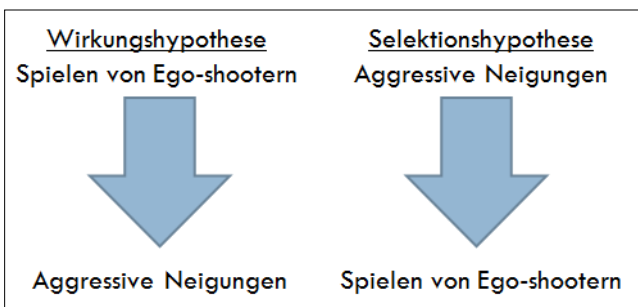 Wirkungshypothese
Spielen von Ego-shootern
Aggressive Neigungen
Selektionshypothese
Aggressive Neigungen
Spielen von Ego-shootern